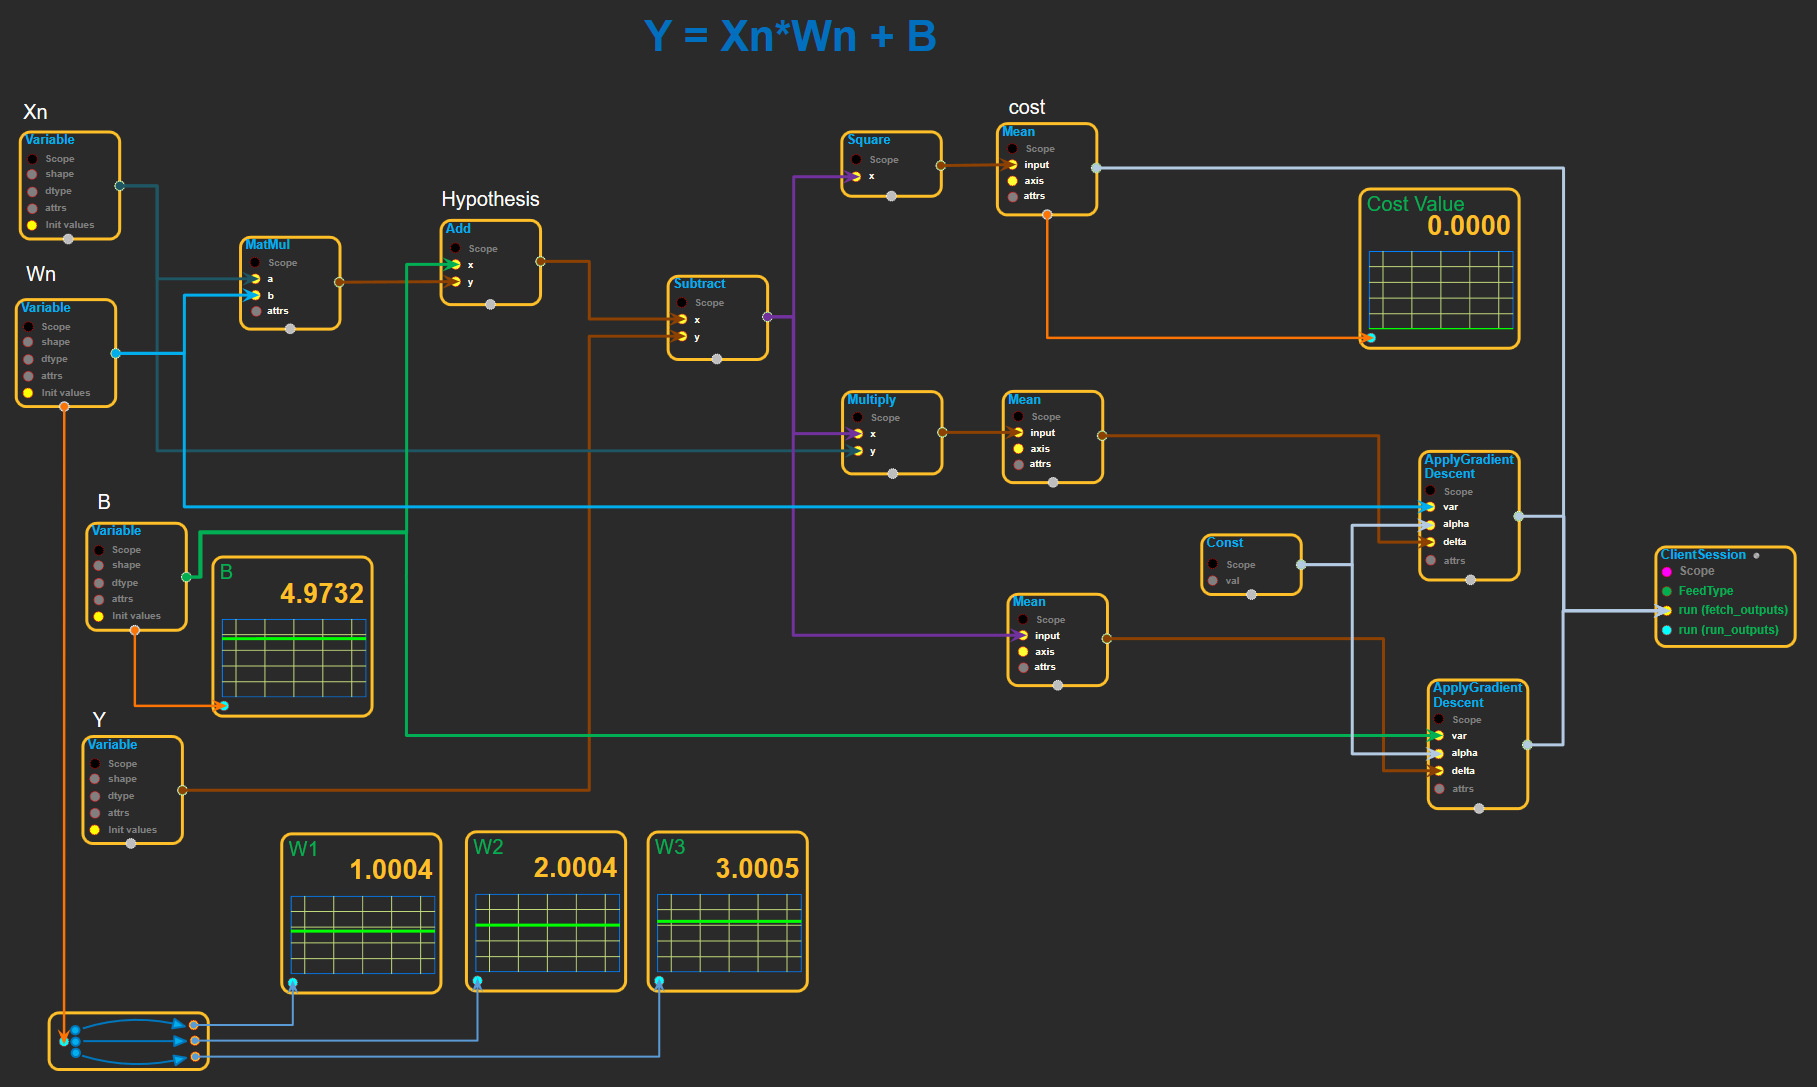 Y = Xn*Wn + B
Xn
Variable
Scope
shape
dtype
attrs
Init values
Wn
Variable
Scope
shape
dtype
attrs
Init values
MatMul
Scope
a
b
attrs
Hypothesis
Add
Scope
x
y
Subtract
Scope
x
y
Square
Scope
x
cost
Mean
Scope
input
axis
attrs
Cost Value
0.0000
Multiply
Scope
x
y
Mean
Scope
input
axis
attrs
ApplyGradient
Descent
Scope
var
alpha
delta
attrs
B
Variable
Scope
shape
dtype
attrs
Init values
B
4.9732
Const
Scope
val
Mean
Scope
input
axis
attrs
ClientSession
Scope
FeedType
run (fetch_outputs)
run (run_outputs)
ApplyGradient
Descent
Scope
var
alpha
delta
attrs
Y
Variable
Scope
shape
dtype
attrs
Init values
W1
1.0004
W2
2.0004
W3
3.0005